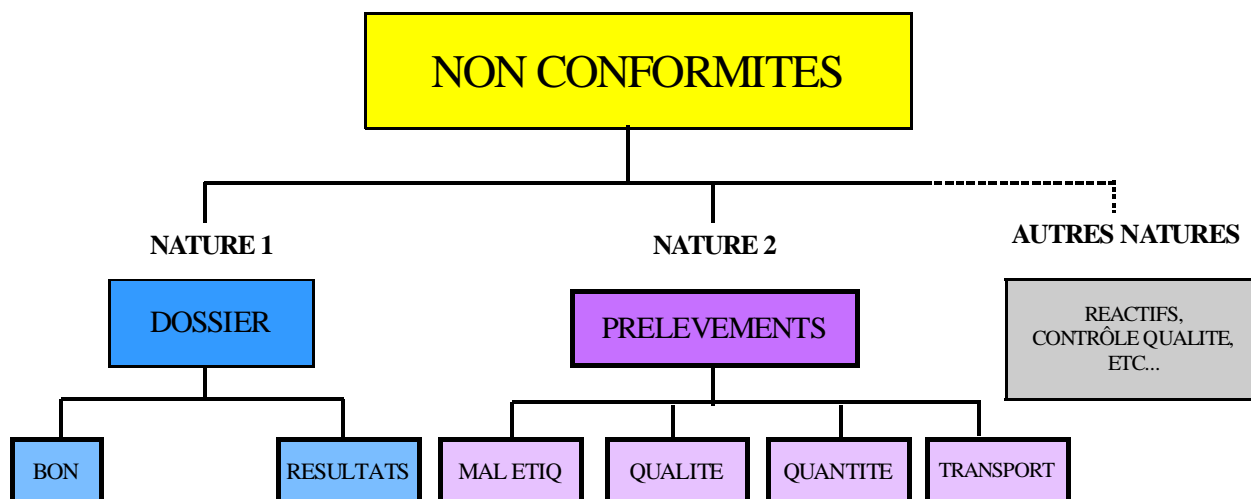 NON CONFORMITES
NATURE 1
NATURE 2
AUTRES NATURES
DOSSIER
PRELEVEMENTS
REACTIFS,
CONTRÔLE QUALITE,
ETC...
BON
RESULTATS
MAL ETIQ
QUALITE
QUANTITE
TRANSPORT